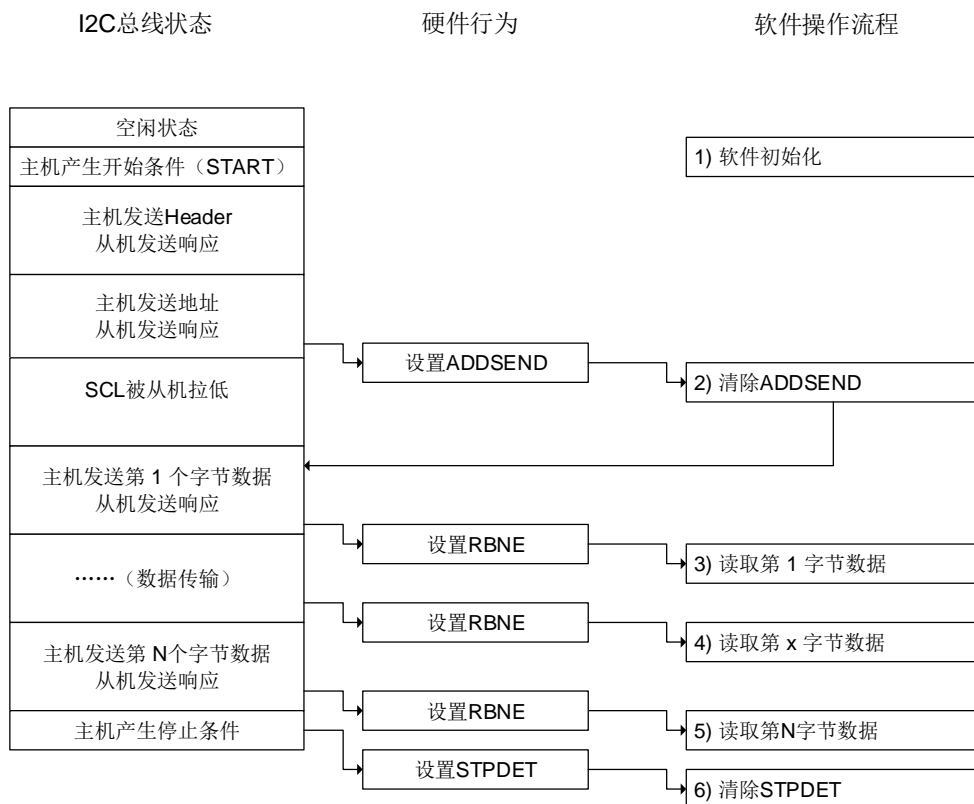 I2C总线状态
硬件行为
软件操作流程
空闲状态
主机产生开始条件（START）
1) 软件初始化
主机发送Header
从机发送响应
主机发送地址
从机发送响应
设置ADDSEND
2) 清除ADDSEND
SCL被从机拉低
主机发送第 1 个字节数据
从机发送响应
设置RBNE
3) 读取第 1 字节数据
……（数据传输）
设置RBNE
4) 读取第 x 字节数据
主机发送第 N个字节数据
从机发送响应
设置RBNE
5) 读取第N字节数据
主机产生停止条件
设置STPDET
6) 清除STPDET